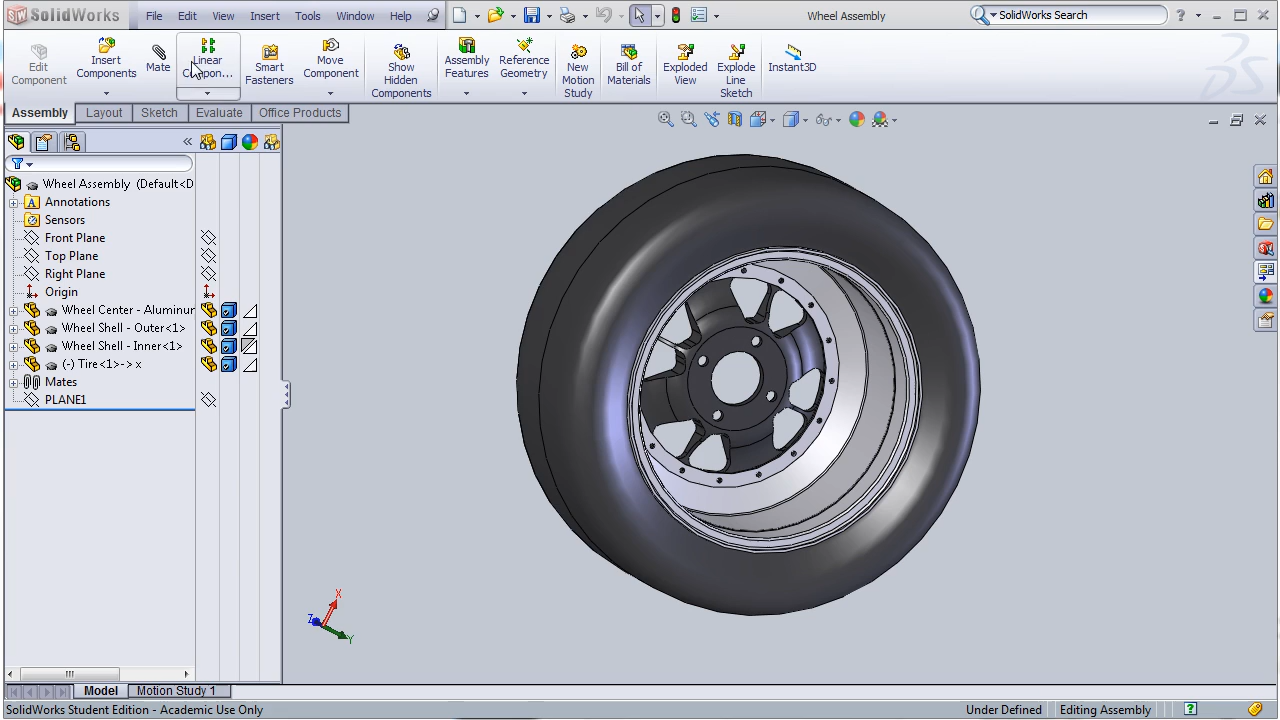 SolidWorks File Edit View Insert Tools Window Help Wheel Assembly SolidWorks Search ?
Edit Component
Insert Components
Mate
Linear Compon...
Smart Fasteners
Move Component
Show Hidden Components
Assembly Features
Reference Geometry
New Motion Study
Bill of Materials
Exploded View
Explode Line Sketch
Instant3D
Assembly Layout Sketch Evaluate Office Products
Wheel Assembly (Default<D
A Annotations
Sensors
Front Plane
Top Plane
Right Plane
Origin
Wheel Center - Aluminur
Wheel Shell - Outer<1>
Wheel Shell - Inner<1>
(-) Tire<1>-> x
Mates
PLANE1
X
Z
Y
Model Motion Study 1
SolidWorks Student Edition - Academic Use Only Under Defined Editing Assembly ?